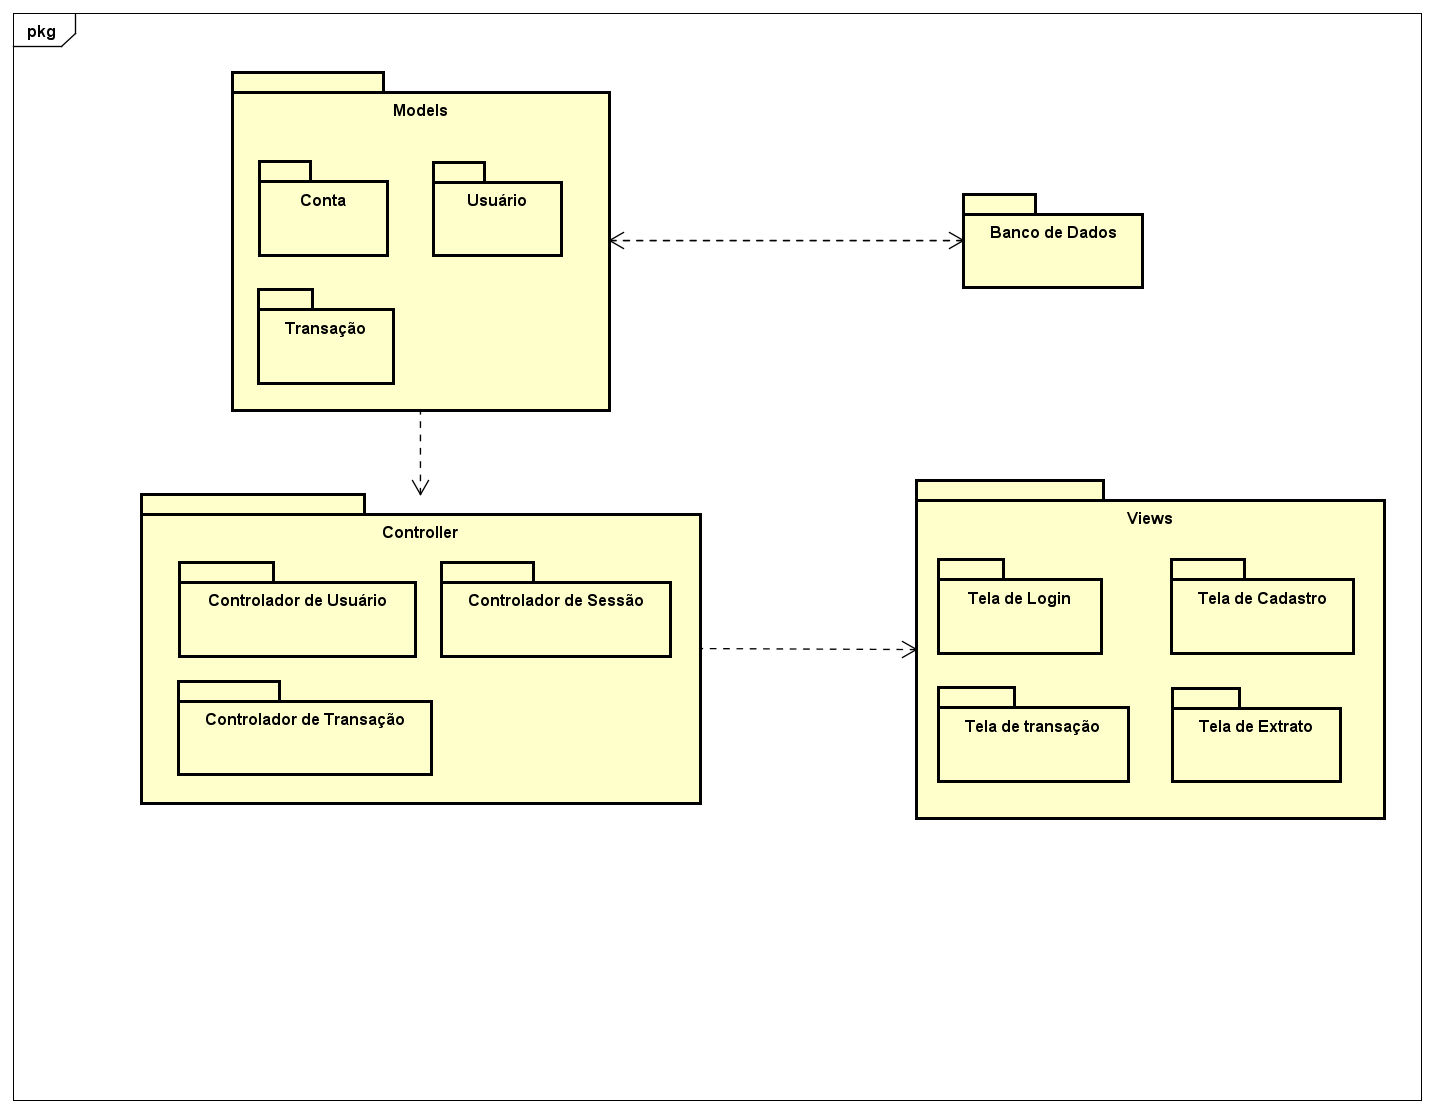 pkg
Models
Conta
Usuário
Transação
Banco de Dados
Controller
Controlador de Usuário
Controlador de Sessão
Controlador de Transação
Views
Tela de Login
Tela de Cadastro
Tela de transação
Tela de Extrato